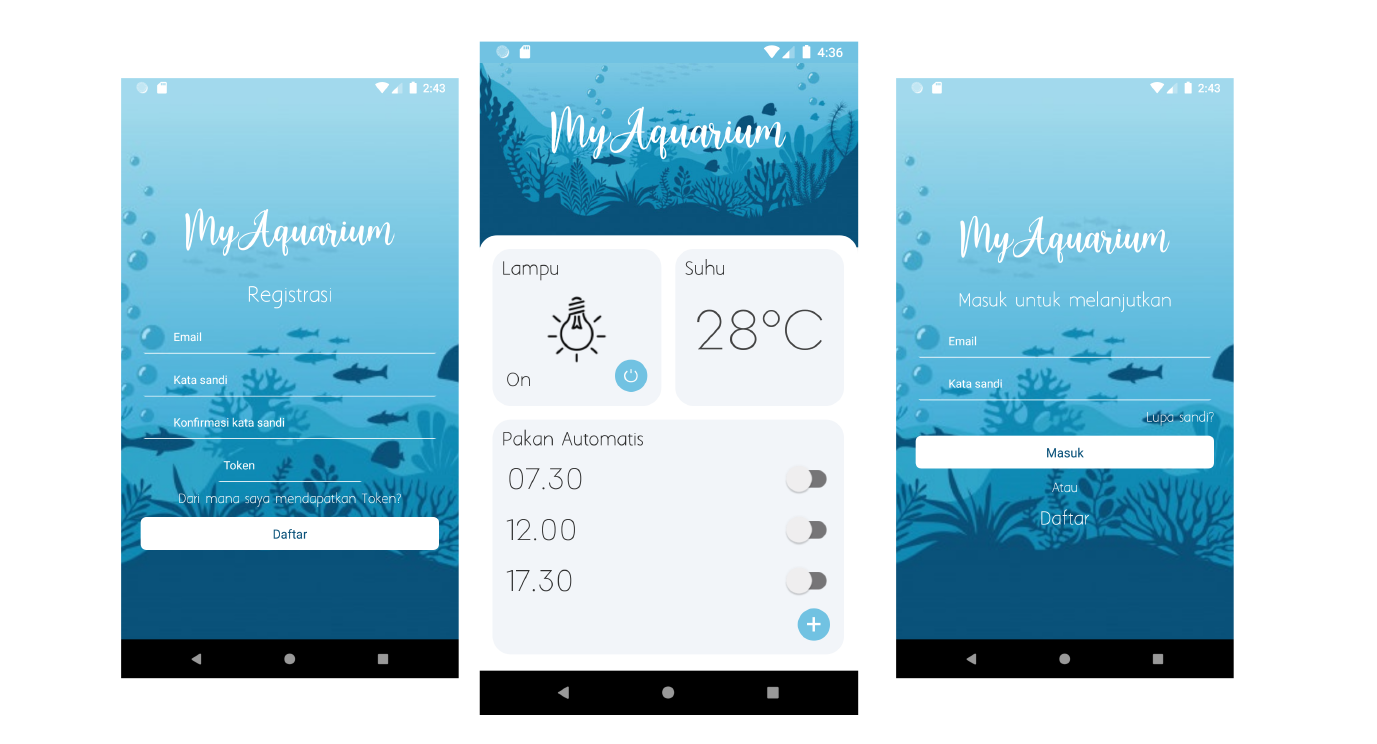 2:43
MyAquarium
Registrasi
Email
Kata sandi
Konfirmasi kata sandi
Token
Dari mana saya mendapatkan Token?
Daftar
4:36
MyAquarium
Lampu
On
Suhu
28°C
Pakan Automatis
07.30
12.00
17.30
+
2:43
MyAquarium
Masuk untuk melanjutkan
Email
Kata sandi
Lupa sandi?
Masuk
Atau
Daftar